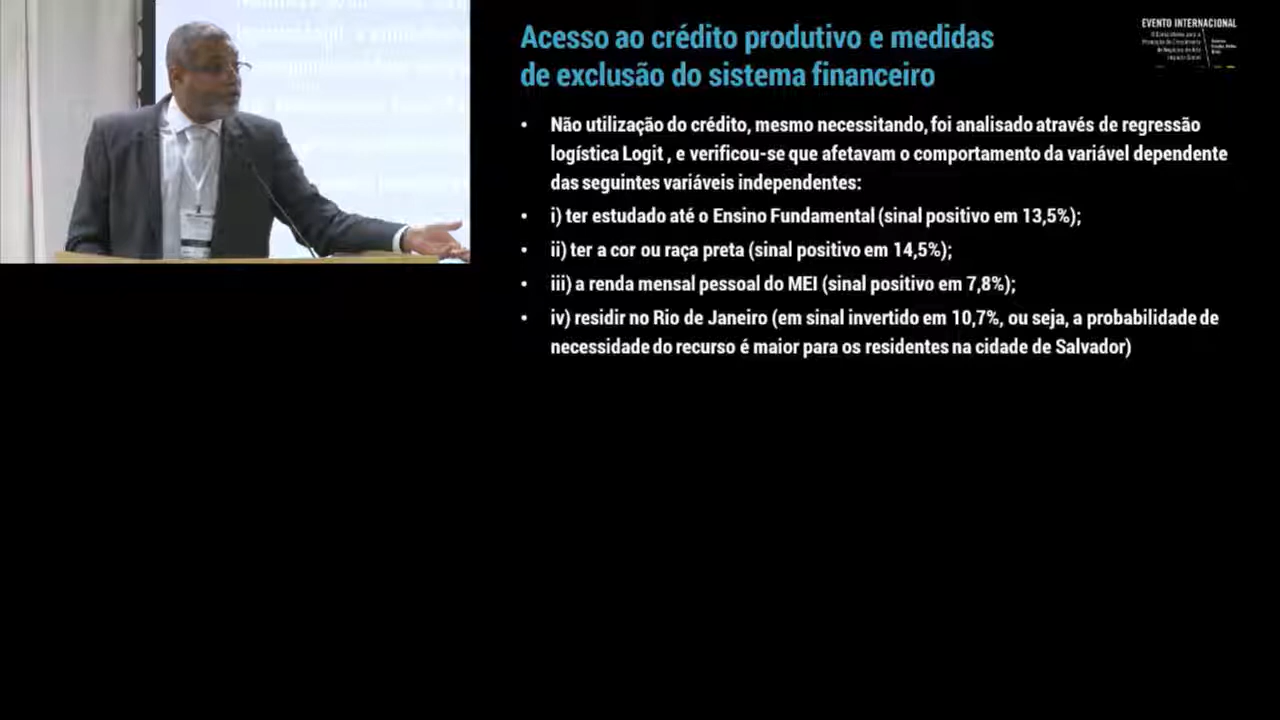 Acesso ao crédito produtivo e medidas
de exclusão do sistema financeiro
EVENTO INTERNACIONAL
• Não utilização do crédito, mesmo necessitando, foi analisado através de regressão
logística Logit , e verificou-se que afetavam o comportamento da variável dependente
das seguintes variáveis independentes:
• i) ter estudado até o Ensino Fundamental (sinal positivo em 13,5%);
• ii) ter a cor ou raça preta (sinal positivo em 14,5%);
• iii) a renda mensal pessoal do MEI (sinal positivo em 7,8%);
• iv) residir no Rio de Janeiro (em sinal invertido em 10,7%, ou seja, a probabilidade de
necessidade do recurso é maior para os residentes na cidade de Salvador)